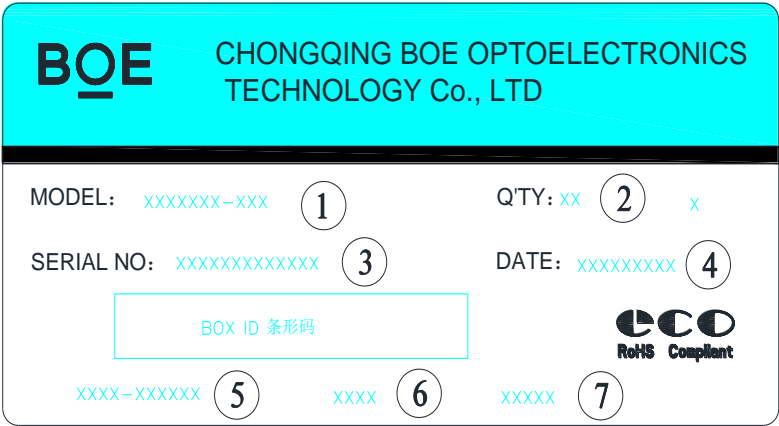 BOE
CHONGQING BOE OPTOELECTRONICS
TECHNOLOGY Co., LTD
MODEL: XXXXXXX-XXX 1 Q'TY: XX 2 X
SERIAL NO: XXXXXXXXXXXXX 3 DATE: XXXXXXXXX 4
BOX ID 条形码
eco
RoHS Compliant
XXXX-XXXXXX 5 XXXX 6 XXXXX 7